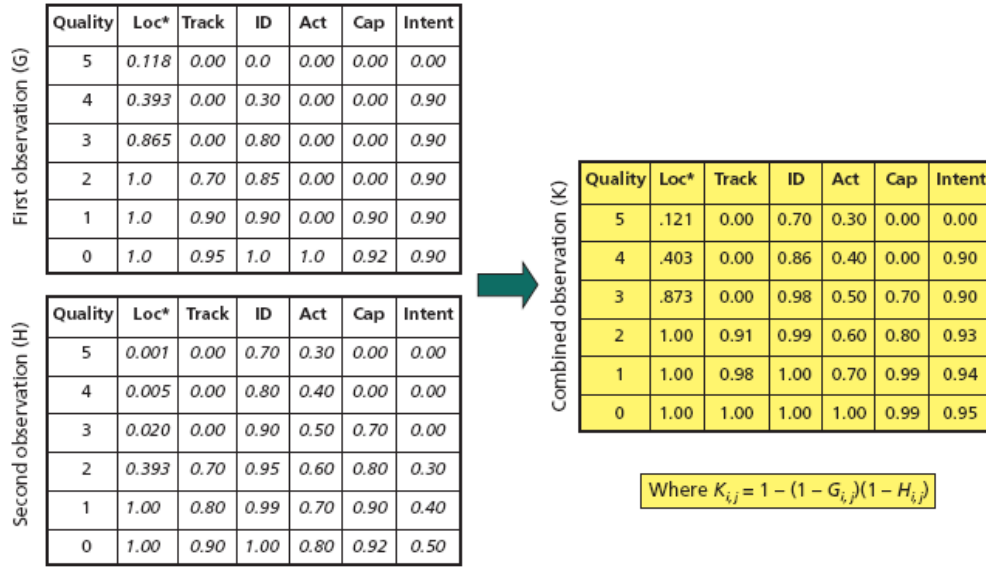 First observation (G)
Quality Loc* Track ID Act Cap Intent
5 0.118 0.00 0.0 0.00 0.00 0.00
4 0.393 0.00 0.30 0.00 0.00 0.90
3 0.865 0.00 0.80 0.00 0.00 0.90
2 1.0 0.70 0.85 0.00 0.00 0.90
1 1.0 0.90 0.90 0.00 0.90 0.90
0 1.0 0.95 1.0 1.0 0.92 0.90
Second observation (H)
Quality Loc* Track ID Act Cap Intent
5 0.001 0.00 0.70 0.30 0.00 0.00
4 0.005 0.00 0.80 0.40 0.00 0.00
3 0.020 0.00 0.90 0.50 0.70 0.00
2 0.393 0.70 0.95 0.60 0.80 0.30
1 1.00 0.80 0.99 0.70 0.90 0.40
0 1.00 0.90 1.00 0.80 0.92 0.50
Combined observation (K)
Quality Loc* Track ID Act Cap Intent
5 .121 0.00 0.70 0.30 0.00 0.00
4 .403 0.00 0.86 0.40 0.00 0.90
3 .873 0.00 0.98 0.50 0.70 0.90
2 1.00 0.91 0.99 0.60 0.80 0.93
1 1.00 0.98 1.00 0.70 0.99 0.94
0 1.00 1.00 1.00 1.00 0.99 0.95
Where K_{i,j} = 1 – (1 – G_{i,j})(1 – H_{i,j})